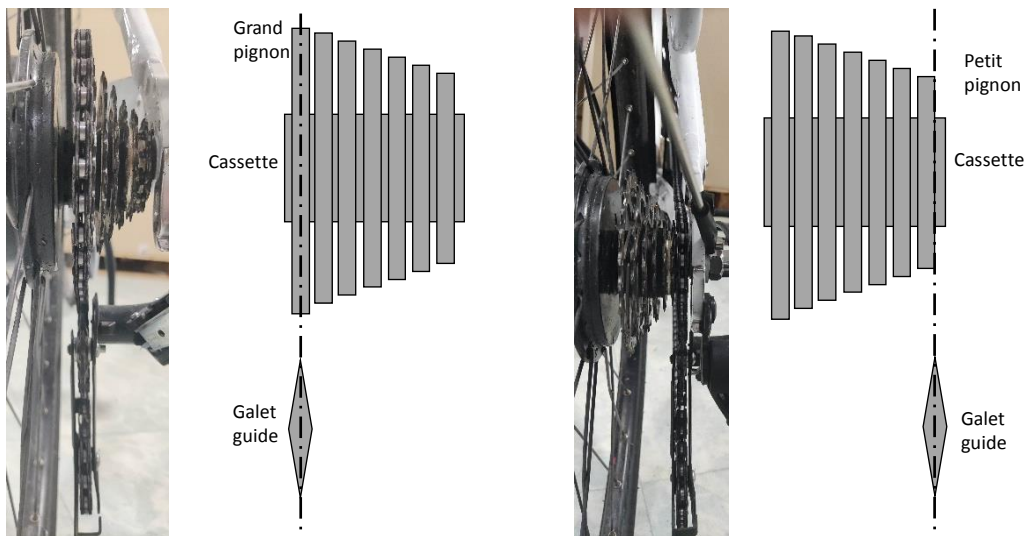 Grand
pignon
Cassette
Galet
guide
Petit
pignon
Cassette
Galet
guide